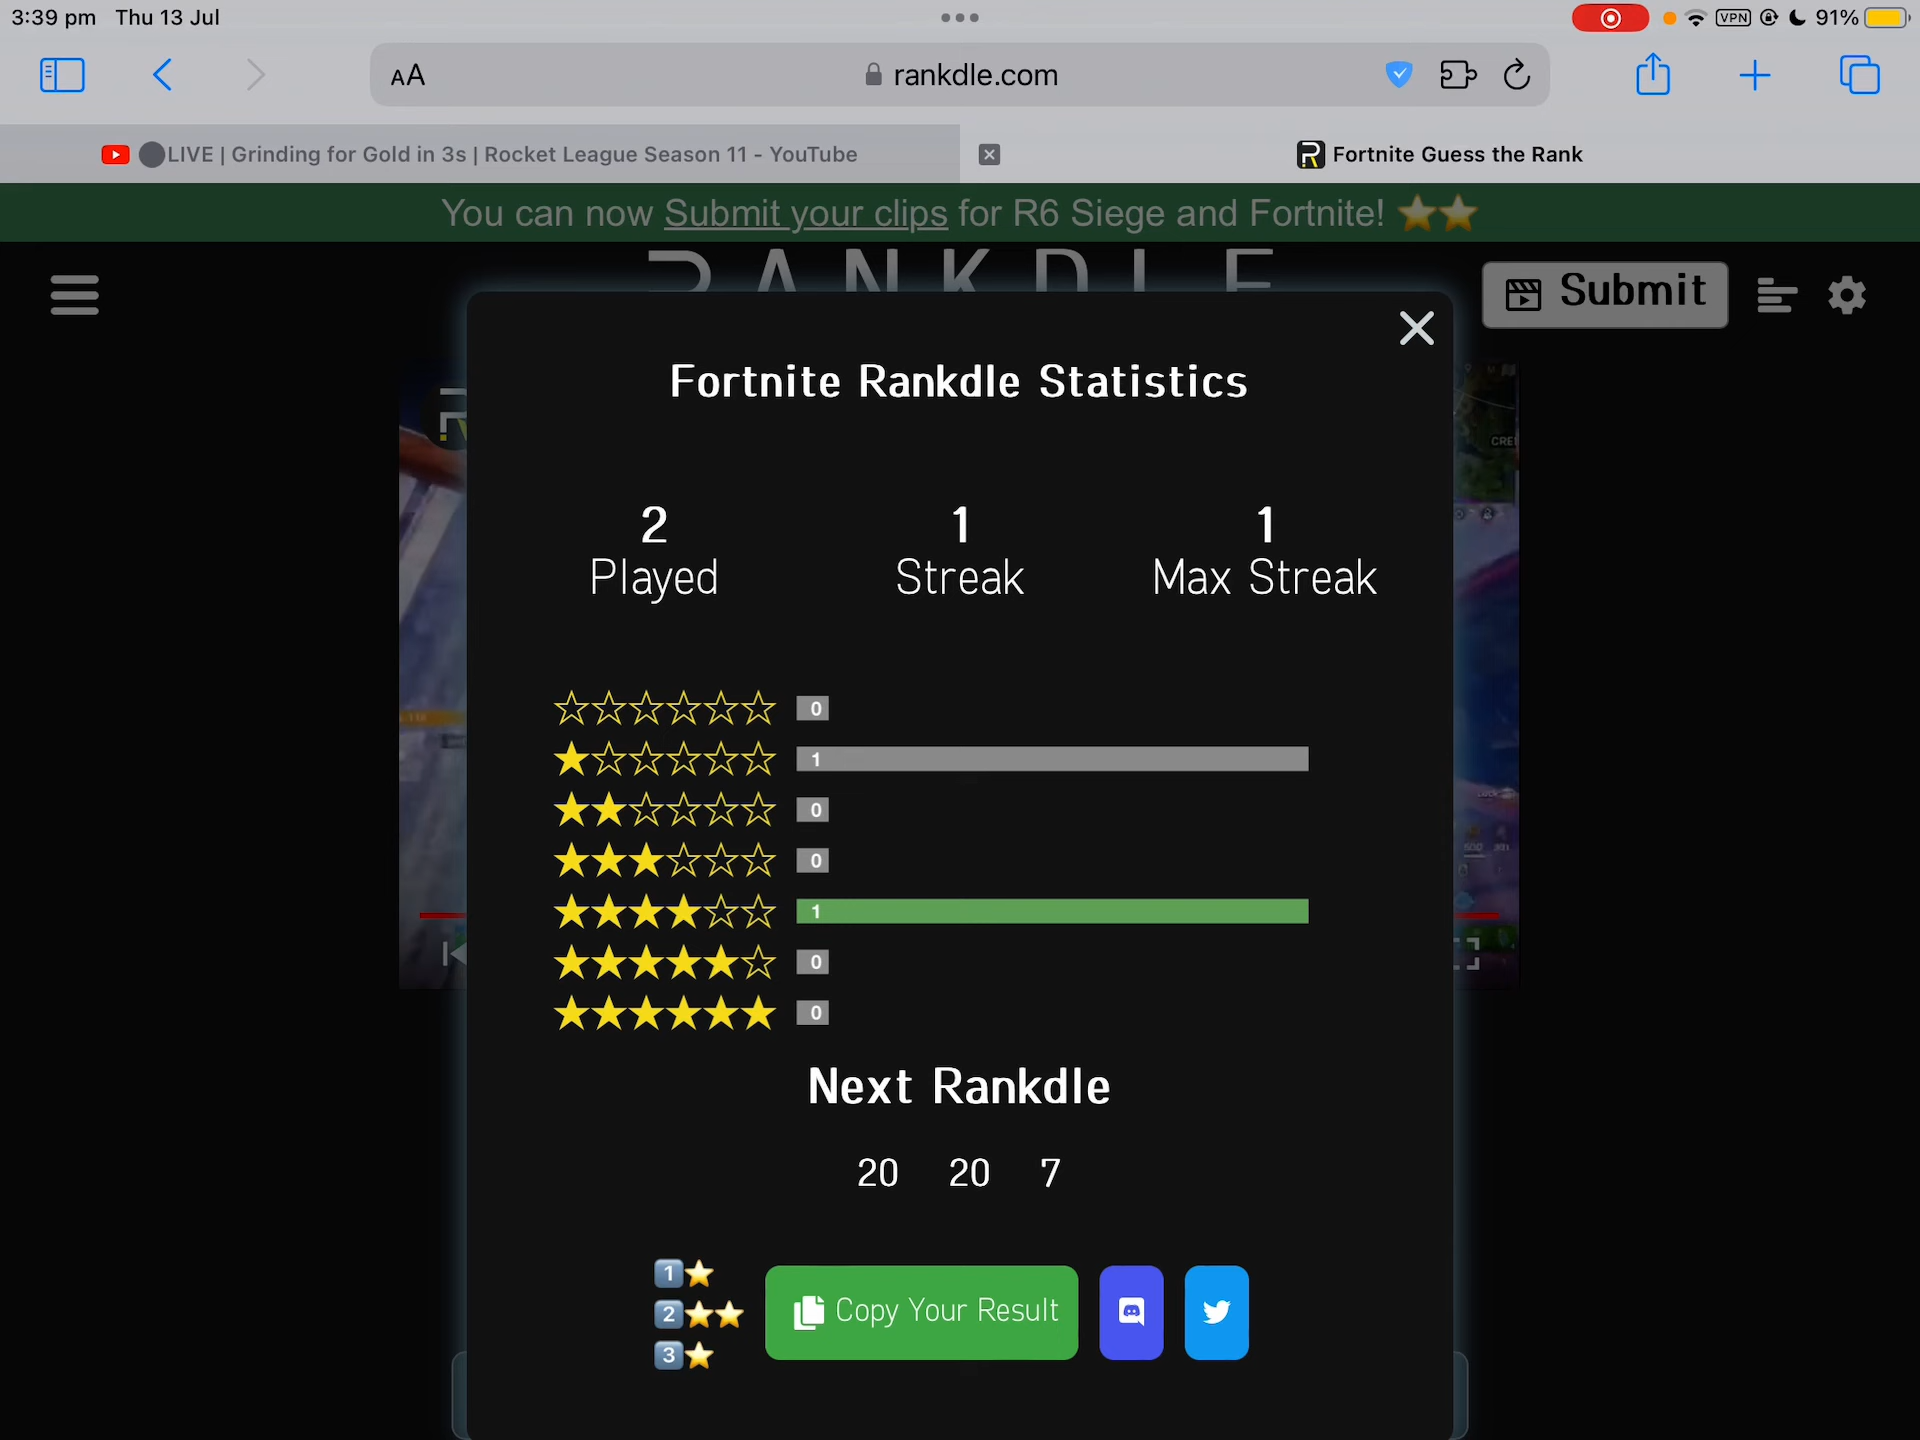 3:39 pm Thu 13 Jul
VPN 91%
AA rankdle.com
LIVE | Grinding for Gold in 3s | Rocket League Season 11 - YouTube
Fortnite Guess the Rank
You can now Submit your clips for R6 Siege and Fortnite! ⭐⭐
RANKDLE
Submit
Fortnite Rankdle Statistics
2 1 1
Played Streak Max Streak
☆☆☆☆☆☆ 0
★☆☆☆☆☆ 1
★★☆☆☆☆ 0
★★★☆☆☆ 0
★★★★☆☆ 1
★★★★★☆ 0
★★★★★★ 0
Next Rankdle
20 20 7
1⭐
2⭐⭐
3⭐
Copy Your Result